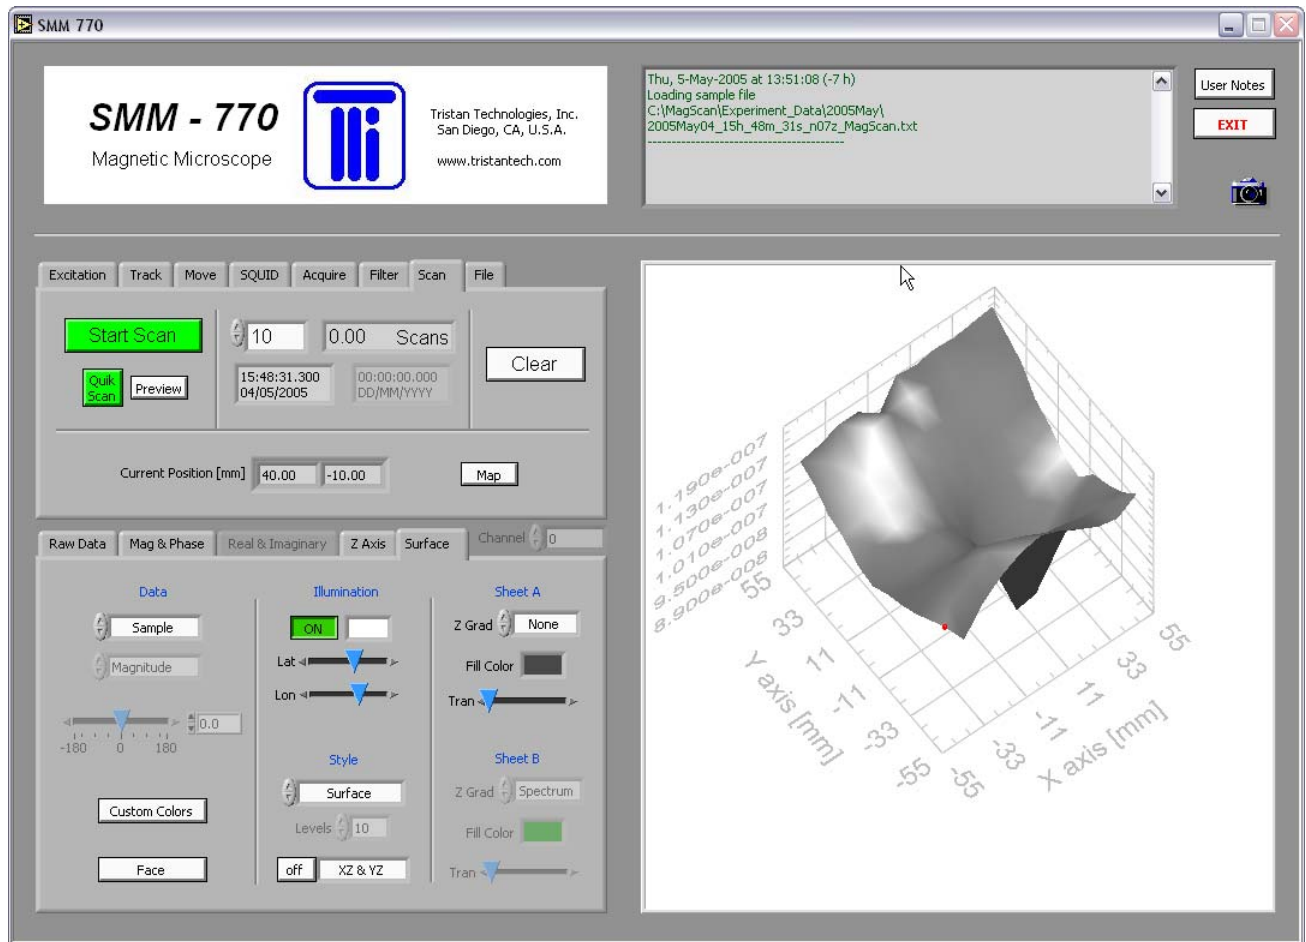 SMM 770
SMM - 770
Magnetic Microscope
Tristan Technologies, Inc.
San Diego, CA, U.S.A.
www.tristantech.com
Thu, 5-May-2005 at 13:51:08 (-7 h)
Loading sample file
C:\MagScan\Experiment_Data\2005May\
2005May04_15h_48m_31s_n07z_MagScan.txt
----------------------------------------
User Notes
EXIT
Excitation Track Move SQUID Acquire Filter Scan File
Start Scan
10
0.00 Scans
Quik
Scan
Preview
15:48:31.300
04/05/2005
00:00:00.000
DD/MM/YYYY
Clear
Current Position [mm] 40.00 -10.00
Map
Raw Data Mag & Phase Real & Imaginary Z Axis Surface Channel 0
Data
Sample
Magnitude
0.0
-180 0 180
Custom Colors
Face
Illumination
ON
Lat
Lon
Style
Surface
Levels 10
off XZ & YZ
Sheet A
Z Grad None
Fill Color
Tran
Sheet B
Z Grad Spectrum
Fill Color
Tran
1.190e-007
1.130e-007
1.070e-007
1.010e-007
9.500e-008
8.900e-008
55
33
11
-11
-33
-55
Y axis [mm]
-55
-33
-11
11
33
55
X axis [mm]